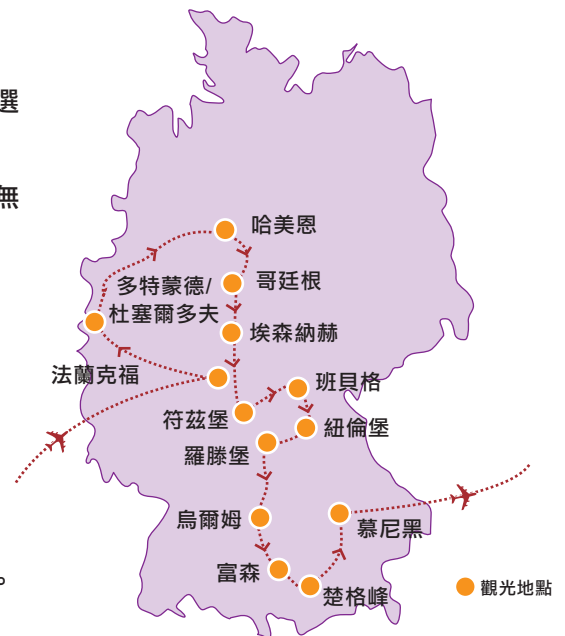 選
無
哈美恩
多特蒙德/
杜塞爾多夫
哥廷根
埃森納赫
法蘭克福
班貝格
符茲堡
紐倫堡
羅滕堡
烏爾姆
慕尼黑
富森
楚格峰
。
觀光地點